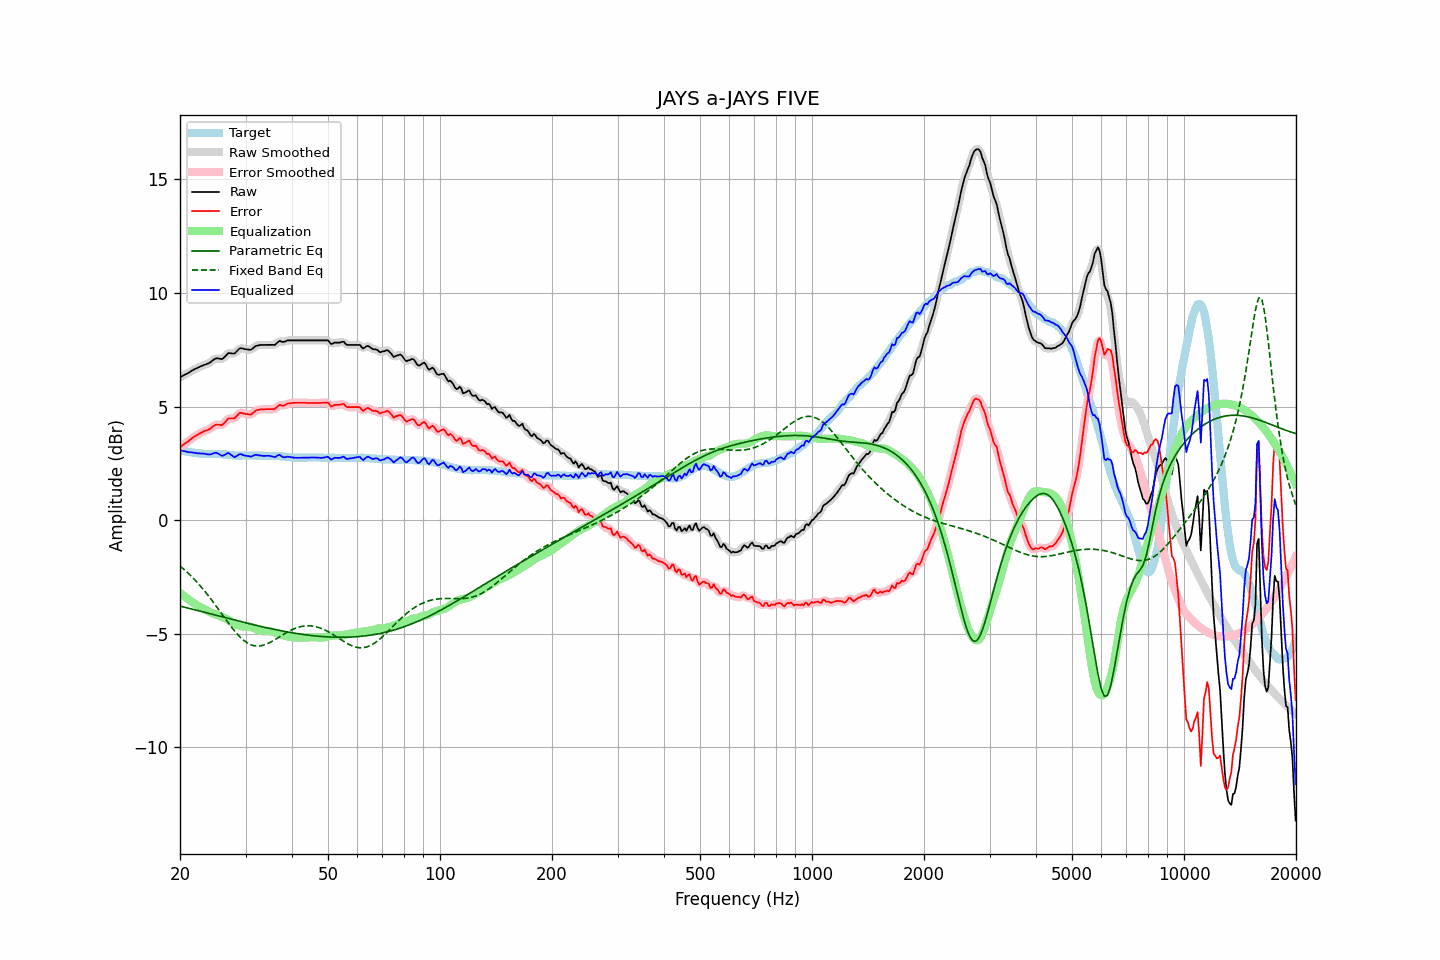 JAYS a-JAYS FIVE
Target
Raw Smoothed
Error Smoothed
Raw
Error
Equalization
Parametric Eq
Fixed Band Eq
Equalized
15
10
5
0
−5
−10
Amplitude (dBr)
20 50 100 200 500 1000 2000 5000 10000 20000
Frequency (Hz)